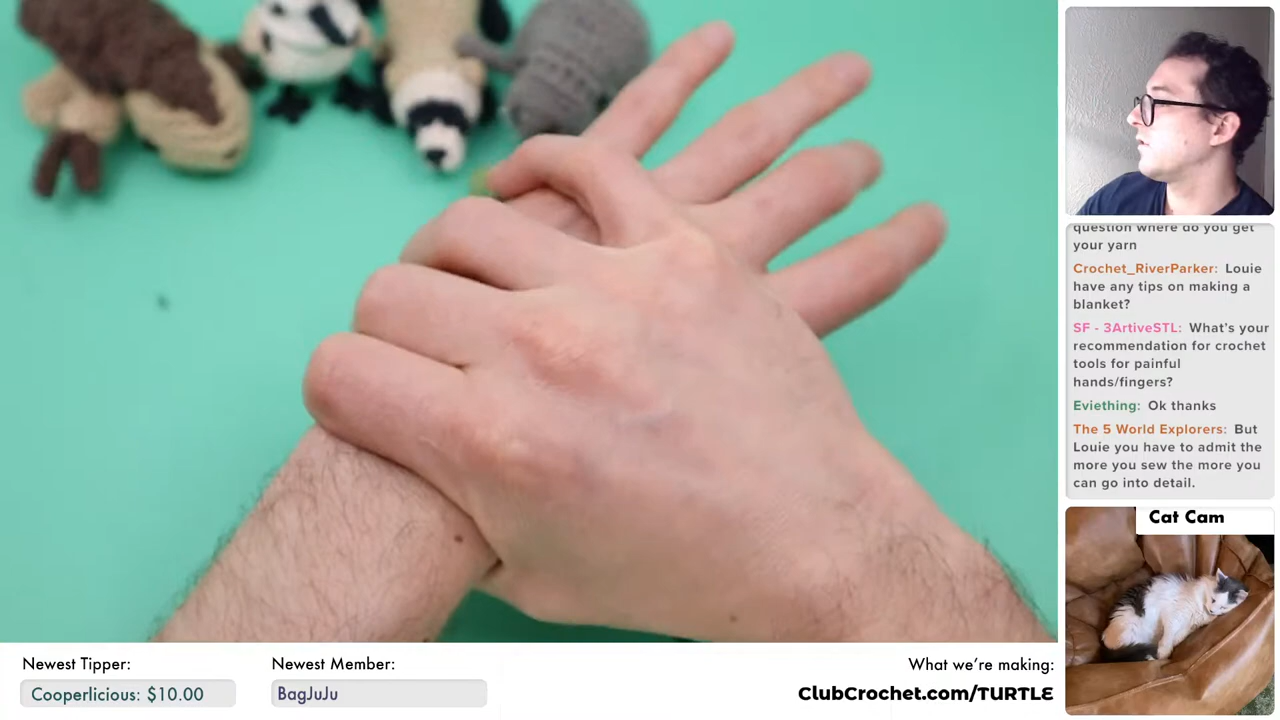 question where do you get
your yarn
Crochet_RiverParker: Louie
have any tips on making a
blanket?
SF - 3ArtiveSTL: What's your
recommendation for crochet
tools for painful
hands/fingers?
Eviething: Ok thanks
The 5 World Explorers: But
Louie you have to admit the
more you sew the more you
can go into detail.
Cat Cam
Newest Tipper:
Cooperlicious: $10.00
Newest Member:
BagJuJu
What we're making:
ClubCrochet.com/TURTLE